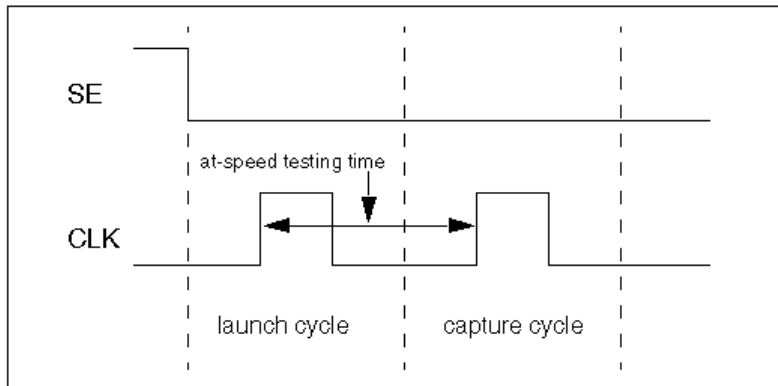 SE
at-speed testing time
CLK
launch cycle
capture cycle